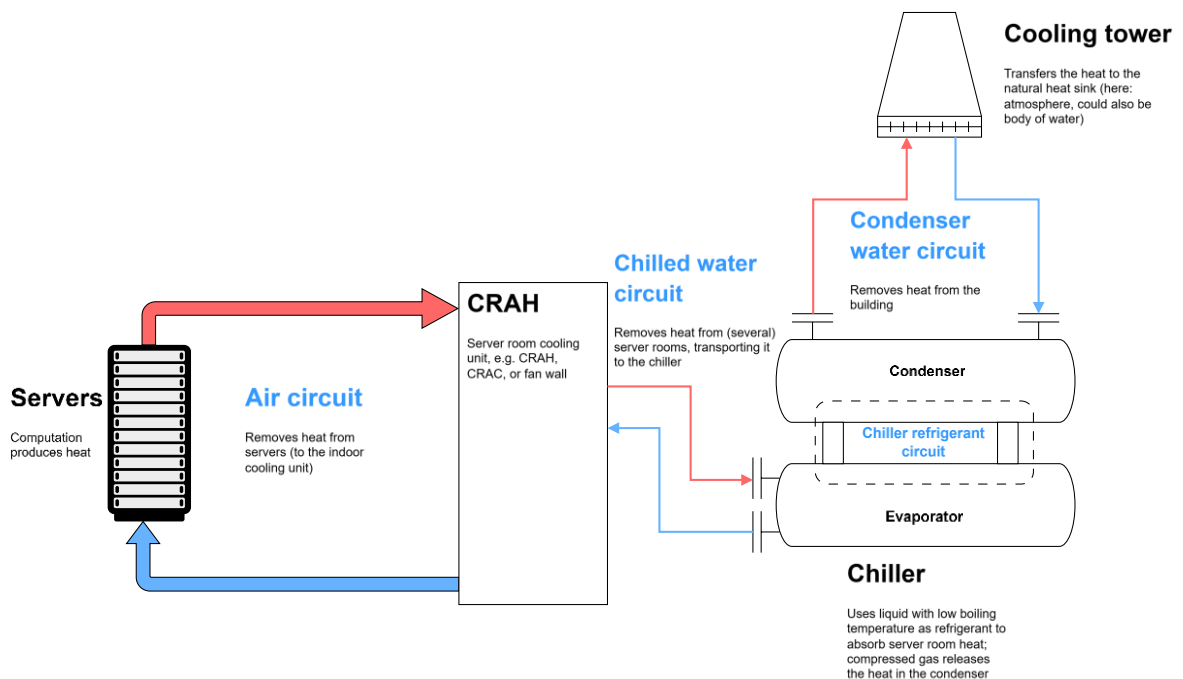 Cooling tower
Transfers the heat to the
natural heat sink (here:
atmosphere, could also be
body of water)
Condenser
water circuit
Removes heat from the
building
Chilled water
circuit
Removes heat from (several)
server rooms, transporting it
to the chiller
CRAH
Server room cooling
unit, e.g. CRAH,
CRAC, or fan wall
Servers
Computation
produces heat
Air circuit
Removes heat from
servers (to the indoor
cooling unit)
Condenser
Chiller refrigerant
circuit
Evaporator
Chiller
Uses liquid with low boiling
temperature as refrigerant to
absorb server room heat;
compressed gas releases
the heat in the condenser